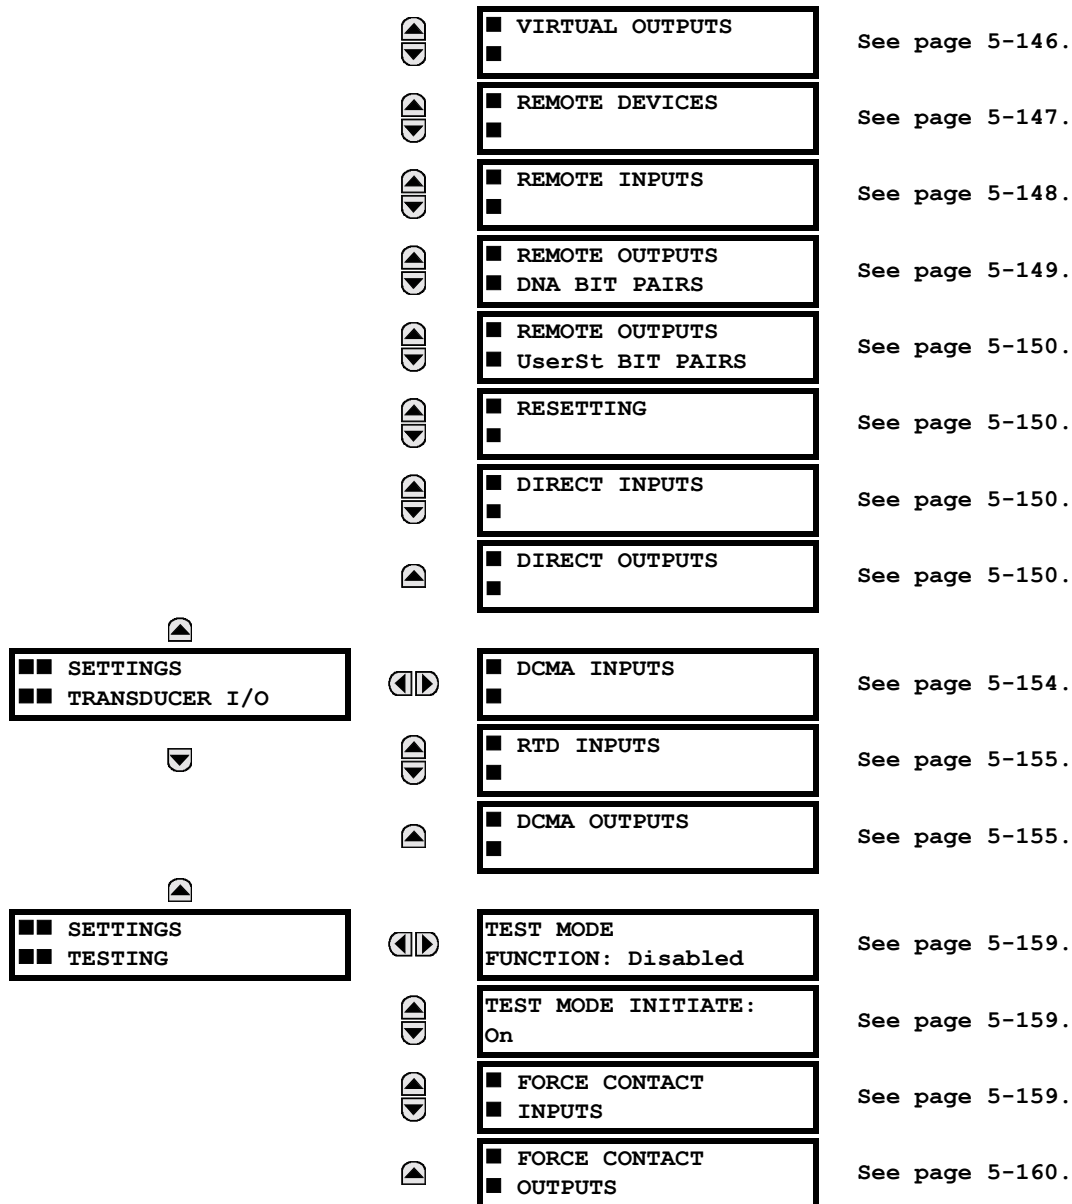 ■ VIRTUAL OUTPUTS
■
See page 5-146.
■ REMOTE DEVICES
■
See page 5-147.
■ REMOTE INPUTS
■
See page 5-148.
■ REMOTE OUTPUTS
■ DNA BIT PAIRS
See page 5-149.
■ REMOTE OUTPUTS
■ UserSt BIT PAIRS
See page 5-150.
■ RESETTING
■
See page 5-150.
■ DIRECT INPUTS
■
See page 5-150.
■ DIRECT OUTPUTS
■
See page 5-150.
■■ SETTINGS
■■ TRANSDUCER I/O
■ DCMA INPUTS
■
See page 5-154.
■ RTD INPUTS
■
See page 5-155.
■ DCMA OUTPUTS
■
See page 5-155.
■■ SETTINGS
■■ TESTING
TEST MODE
FUNCTION: Disabled
See page 5-159.
TEST MODE INITIATE:
On
See page 5-159.
■ FORCE CONTACT
■ INPUTS
See page 5-159.
■ FORCE CONTACT
■ OUTPUTS
See page 5-160.